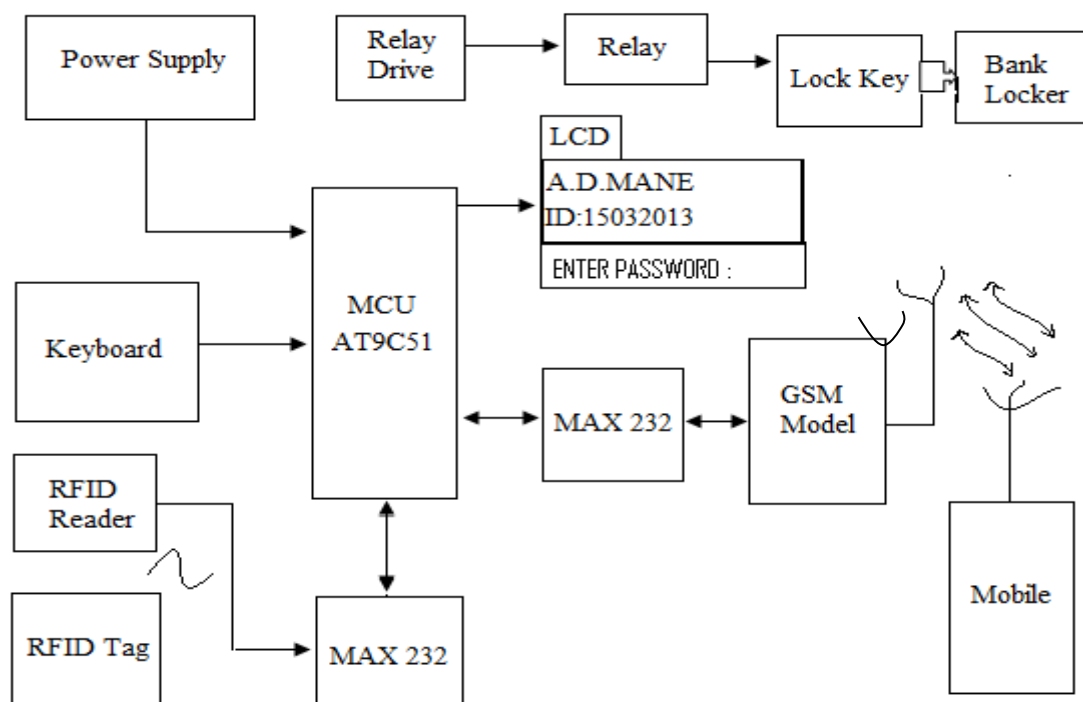 Power Supply
Relay
Drive
Relay
Lock Key
Bank
Locker
LCD
A.D.MANE
ID:15032013
ENTER PASSWORD :
MCU
AT9C51
Keyboard
MAX 232
GSM
Model
RFID
Reader
RFID Tag
MAX 232
Mobile